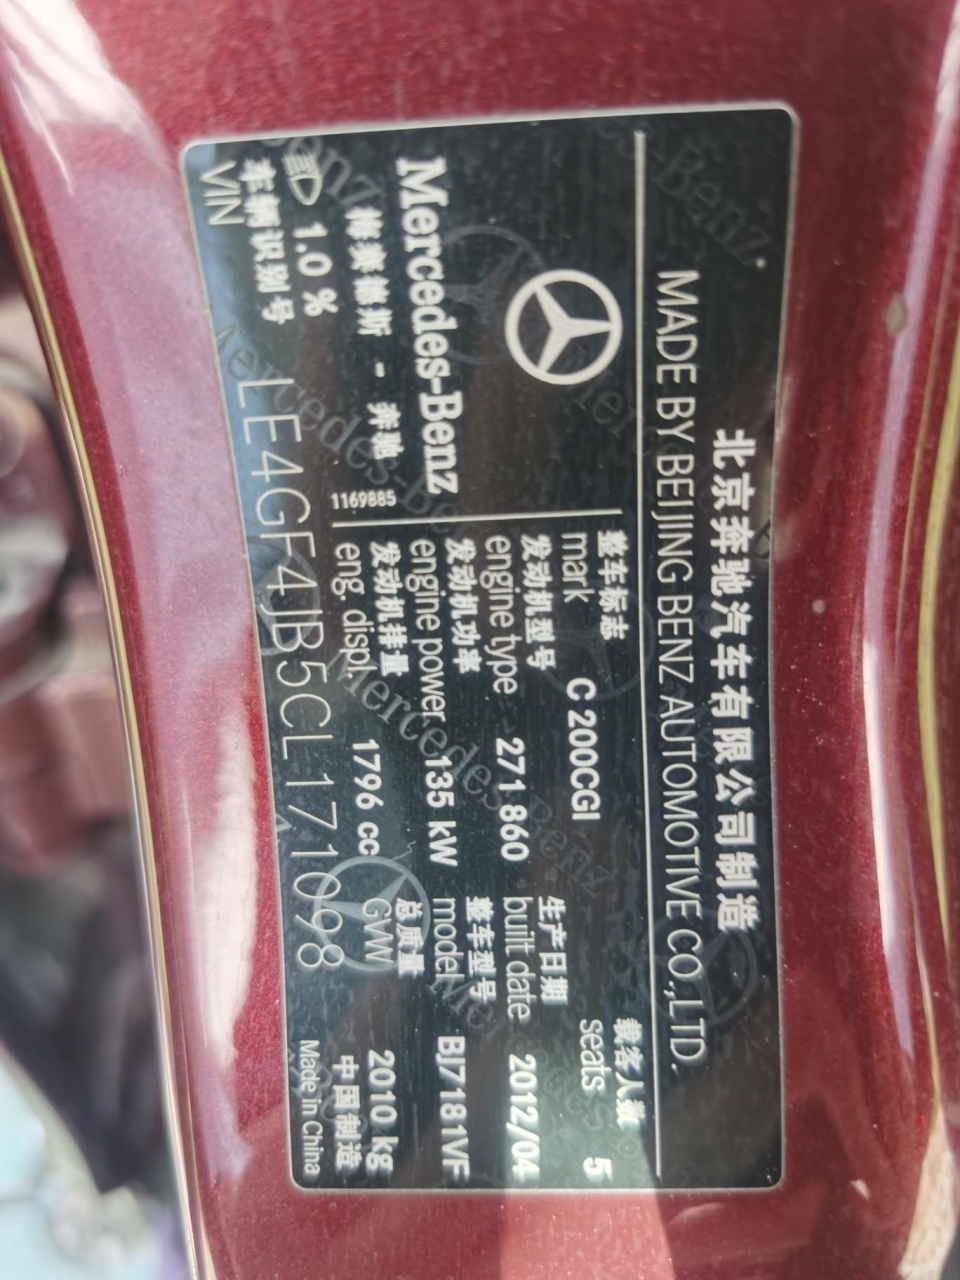 北京奔驰汽车有限公司制造
MADE BY BEIJING BENZ AUTOMOTIVE CO.,LTD.
Mercedes-Benz
梅赛德斯 - 奔驰
1169885
整车标志
mark C 200CGI
载客人数
seats 5
发动机型号
engine type 271 860
生产日期
built date 2012/04
发动机功率
engine power 135 kW
整车型号
model BJ7181VF
发动机排量
eng. displ. 1796 cc
总质量
GVW 2010 kg
1.0 %
车辆识别号
VIN LE4GF4JB5CL171098
中国制造
Made in China